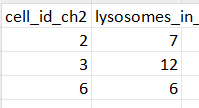 cell_id_ch2 lysosomes_in_
2 7
3 12
6 6